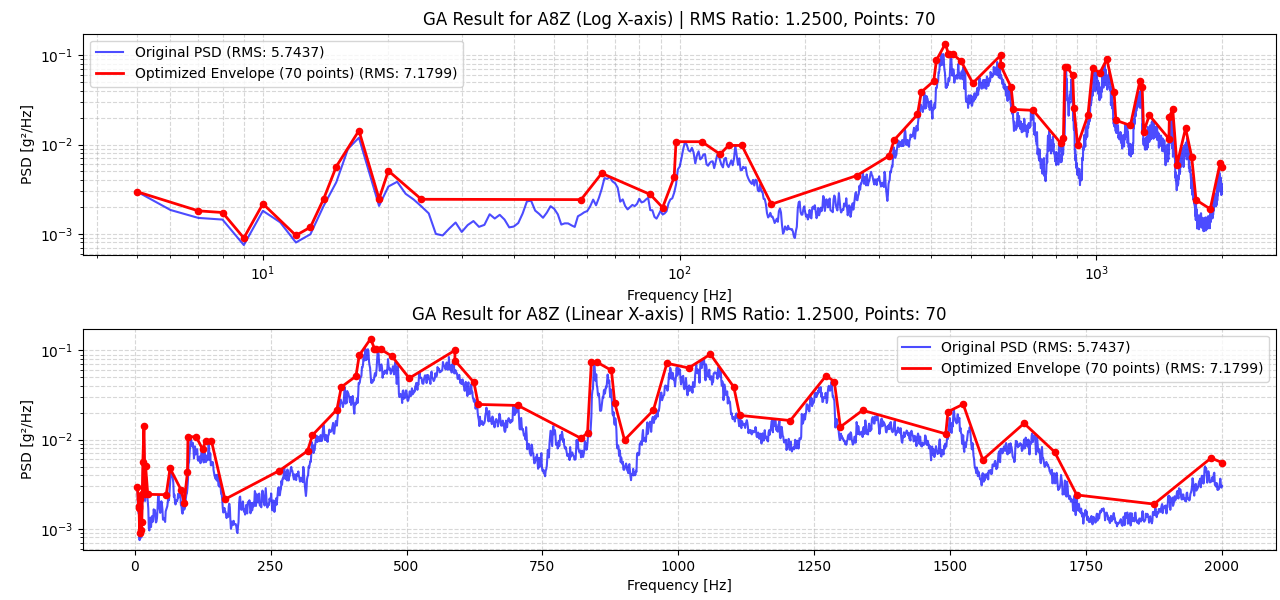 GA Result for A8Z (Log X-axis) | RMS Ratio: 1.2500, Points: 70
PSD [g²/Hz]
10⁻¹
10⁻²
10⁻³
Original PSD (RMS: 5.7437)
Optimized Envelope (70 points) (RMS: 7.1799)
10¹ 10² 10³
Frequency [Hz]
GA Result for A8Z (Linear X-axis) | RMS Ratio: 1.2500, Points: 70
PSD [g²/Hz]
10⁻¹
10⁻²
10⁻³
Original PSD (RMS: 5.7437)
Optimized Envelope (70 points) (RMS: 7.1799)
0 250 500 750 1000 1250 1500 1750 2000
Frequency [Hz]